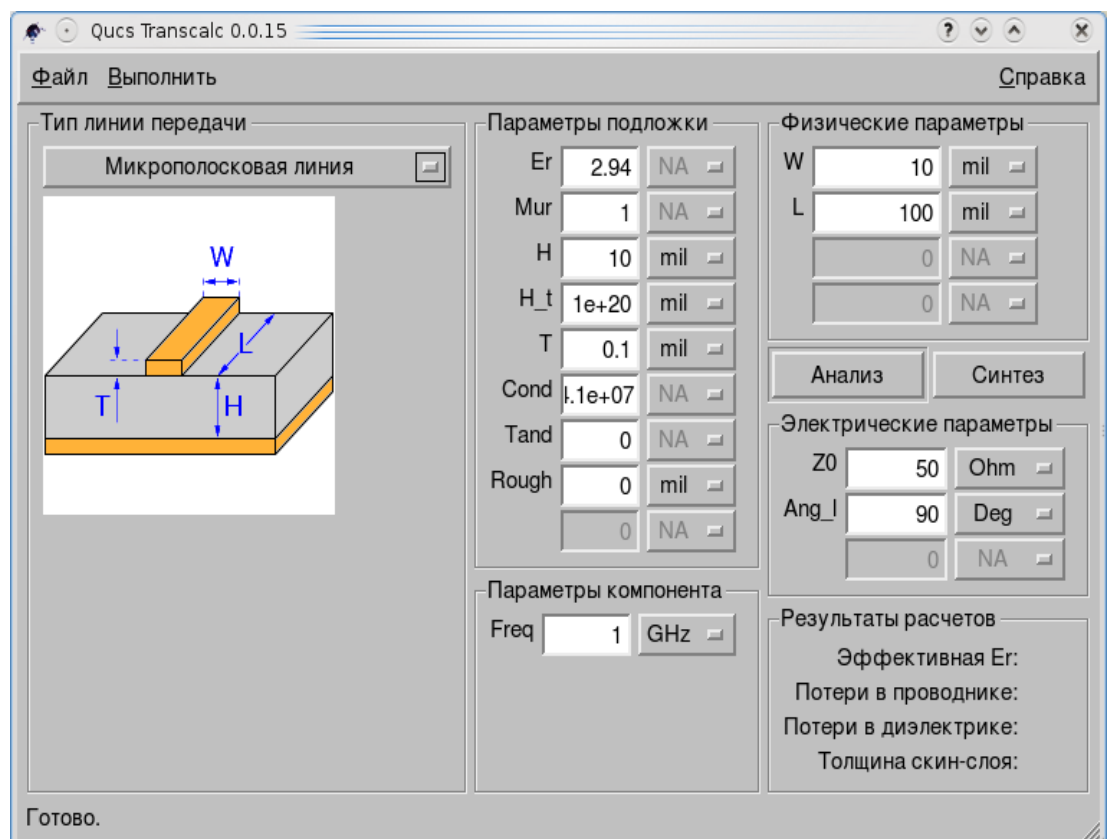 Qucs Transcalc 0.0.15
Файл Выполнить Справка
Тип линии передачи
Микрополосковая линия
W
L
T
H
Параметры подложки
Er 2.94 NA
Mur 1 NA
H 10 mil
H_t 1e+20 mil
T 0.1 mil
Cond .1e+07 NA
Tand 0 NA
Rough 0 mil
0 NA
Параметры компонента
Freq 1 GHz
Физические параметры
W 10 mil
L 100 mil
0 NA
0 NA
Анализ Синтез
Электрические параметры
Z0 50 Ohm
Ang_l 90 Deg
0 NA
Результаты расчетов
Эффективная Er:
Потери в проводнике:
Потери в диэлектрике:
Толщина скин-слоя:
Готово.